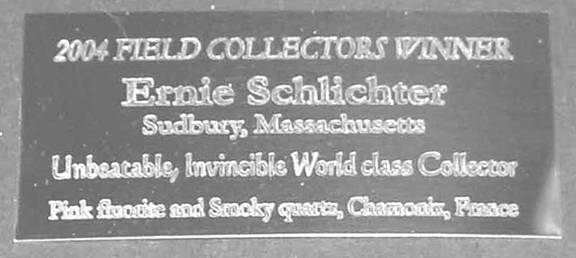 2004 FIELD COLLECTORS WINNER
Ernie Schlichter
Sudbury, Massachusetts
Unbeatable, Invincible World class Collector
Pink fluorite and Smoky quartz, Chamonix, France